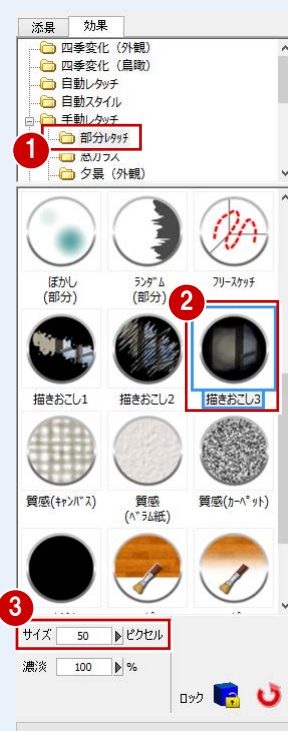 添景 効果
四季変化 (外観)
四季変化 (鳥瞰)
自動レタッチ
自動スタイル
手動レタッチ
1
部分レタッチ
窓ガラス
夕景 (外観)
ぼかし
(部分)
ランダム
(部分)
フリースケッチ
2
描きおこし1 描きおこし2 描きおこし3
質感(キャンバス)
質感
(ベラム紙)
質感(カーペット)
3
サイズ 50 ピクセル
濃淡 100 %
ロック